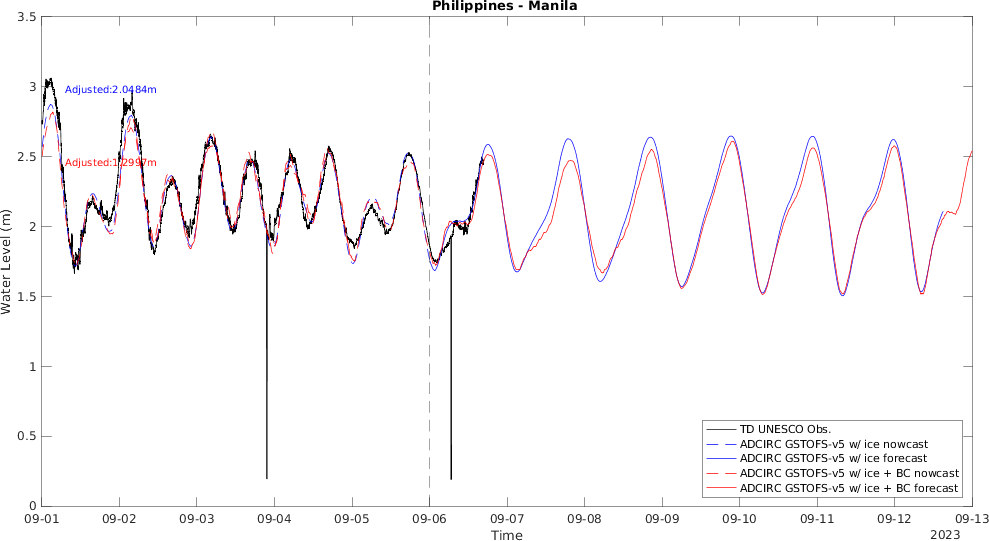 Philippines - Manila
3.5
3
2.5
2
1.5
1
0.5
0
Water Level (m)
Adjusted:2.0484m
Adjusted:1.2997m
TD UNESCO Obs.
ADCIRC GSTOFS-v5 w/ ice nowcast
ADCIRC GSTOFS-v5 w/ ice forecast
ADCIRC GSTOFS-v5 w/ ice + BC nowcast
ADCIRC GSTOFS-v5 w/ ice + BC forecast
09-01 09-02 09-03 09-04 09-05 09-06 09-07 09-08 09-09 09-10 09-11 09-12 09-13
Time
2023